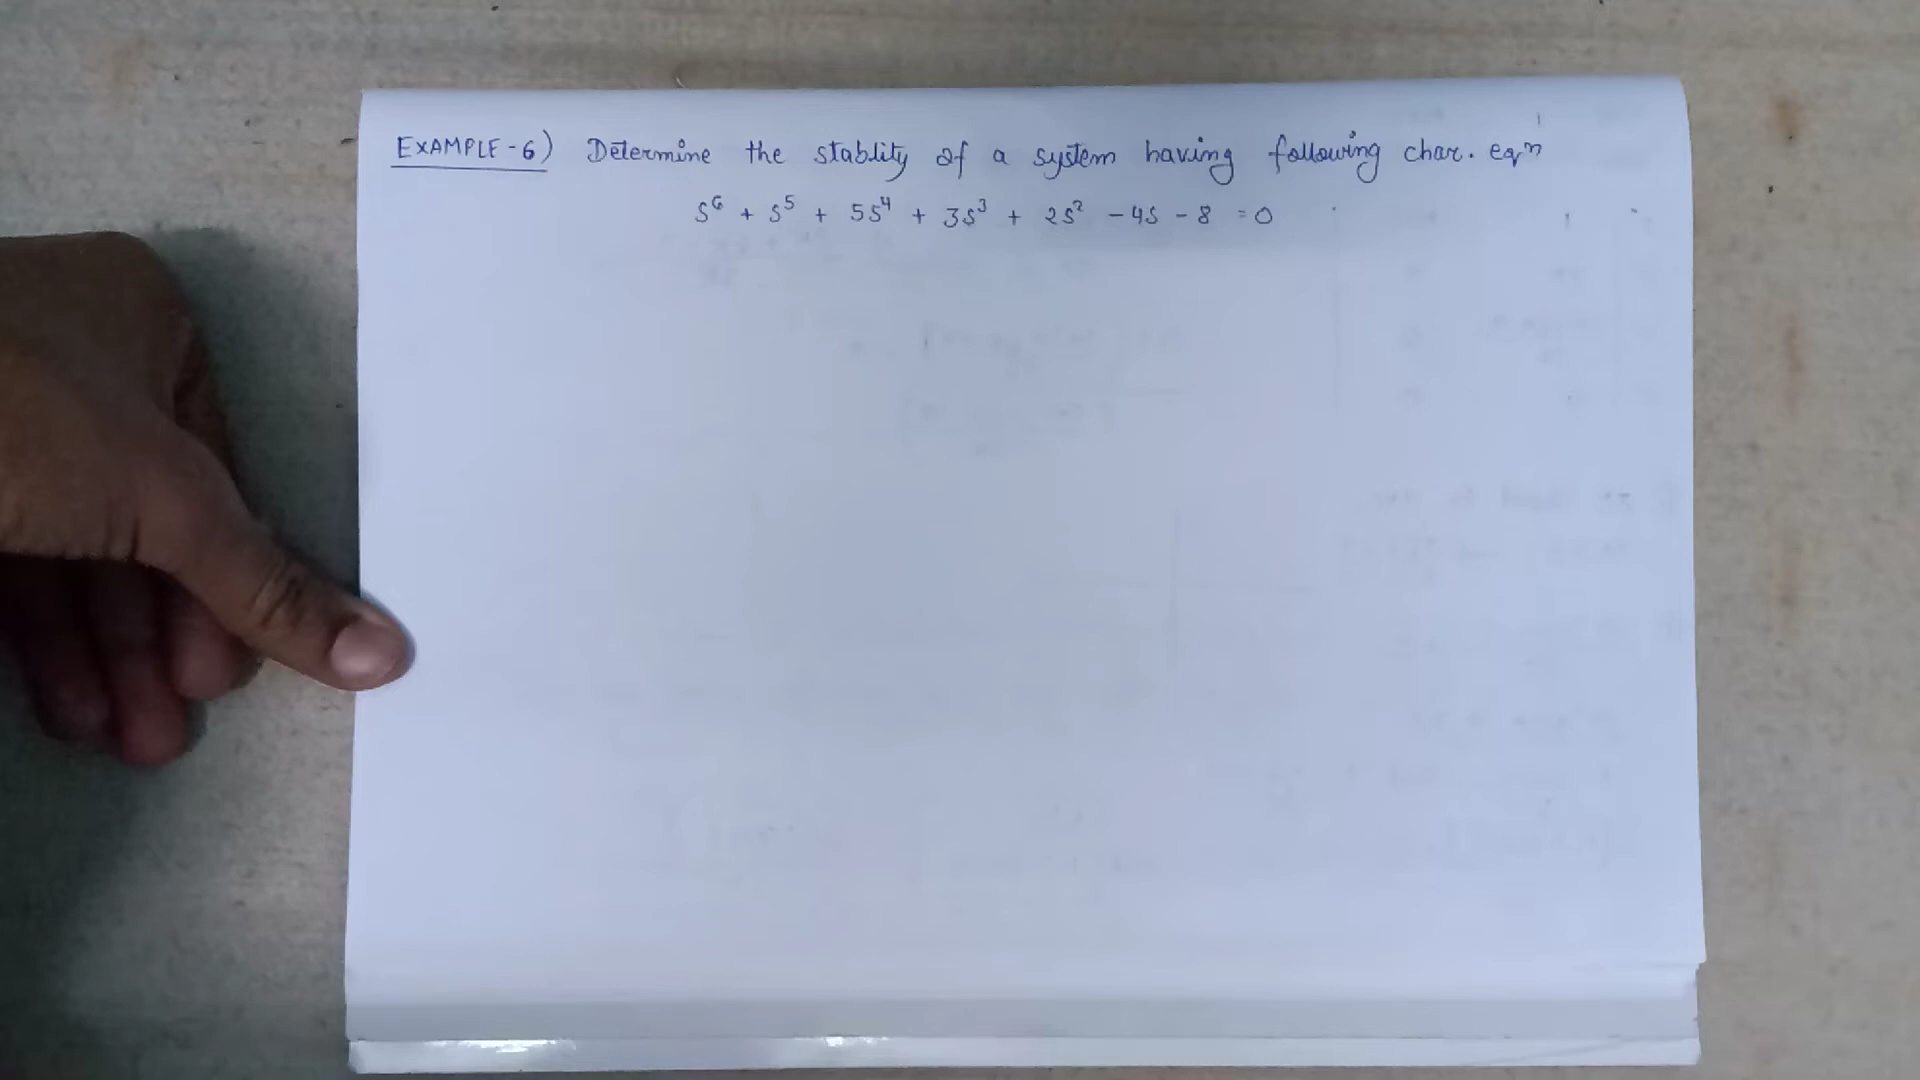 EXAMPLE-6) Determine the stablity of a system having following char. eqⁿ
s⁶ + s⁵ + 5s⁴ + 3s³ + 2s² - 4s - 8 = 0